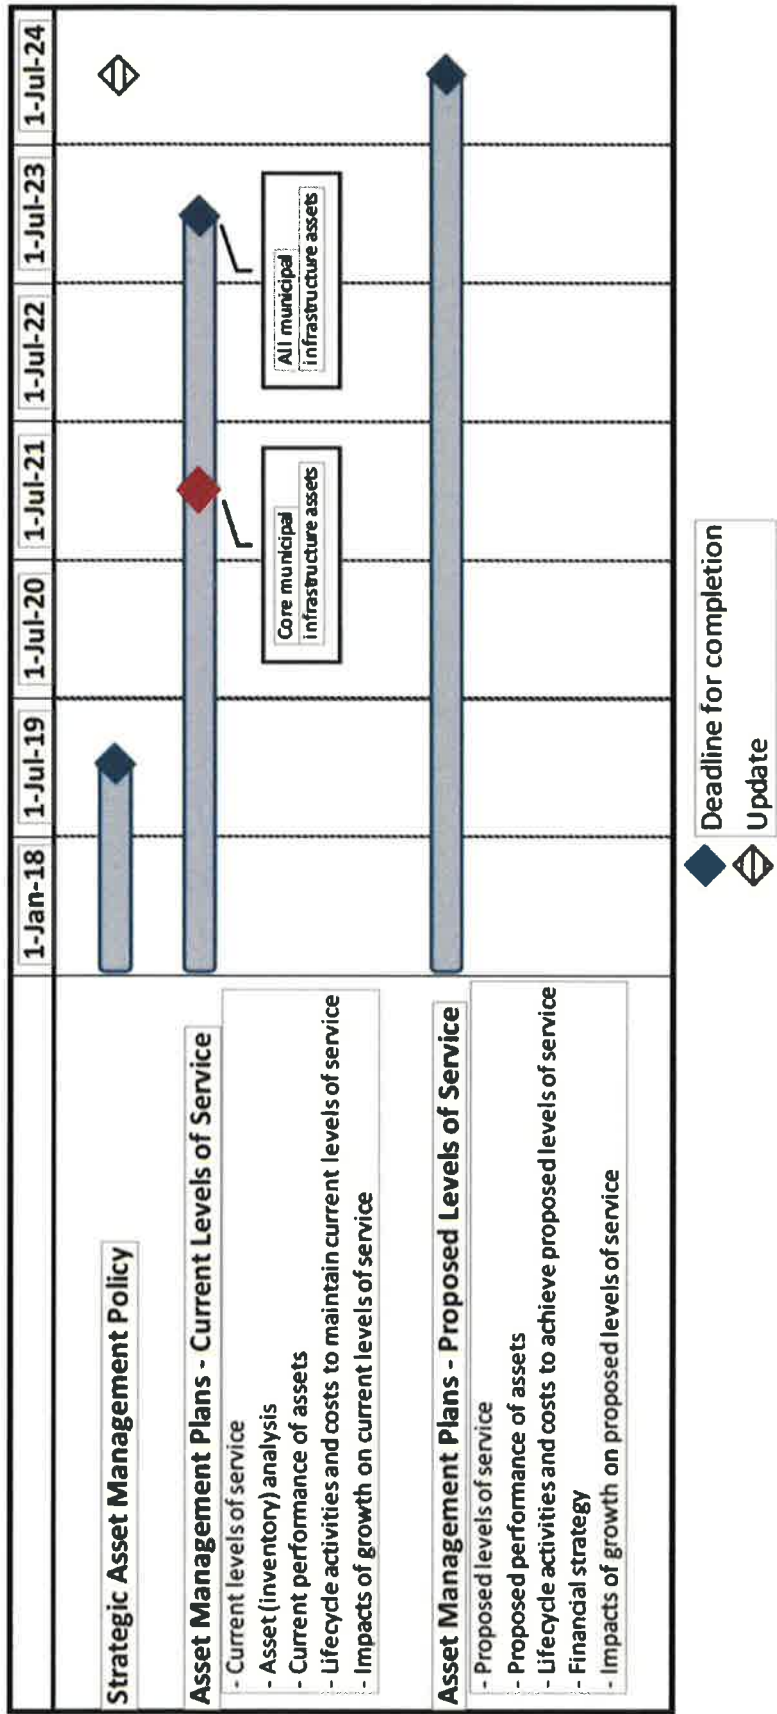 1-Jan-18 1-Jul-19 1-Jul-20 1-Jul-21 1-Jul-22 1-Jul-23 1-Jul-24
Strategic Asset Management Policy
Asset Management Plans - Current Levels of Service
- Current levels of service
- Asset (inventory) analysis
- Current performance of assets
- Lifecycle activities and costs to maintain current levels of service
- Impacts of growth on current levels of service
Core municipal
infrastructure assets
All municipal
infrastructure assets
Asset Management Plans - Proposed Levels of Service
- Proposed levels of service
- Proposed performance of assets
- Lifecycle activities and costs to achieve proposed levels of service
- Financial strategy
- Impacts of growth on proposed levels of service
Deadline for completion
Update